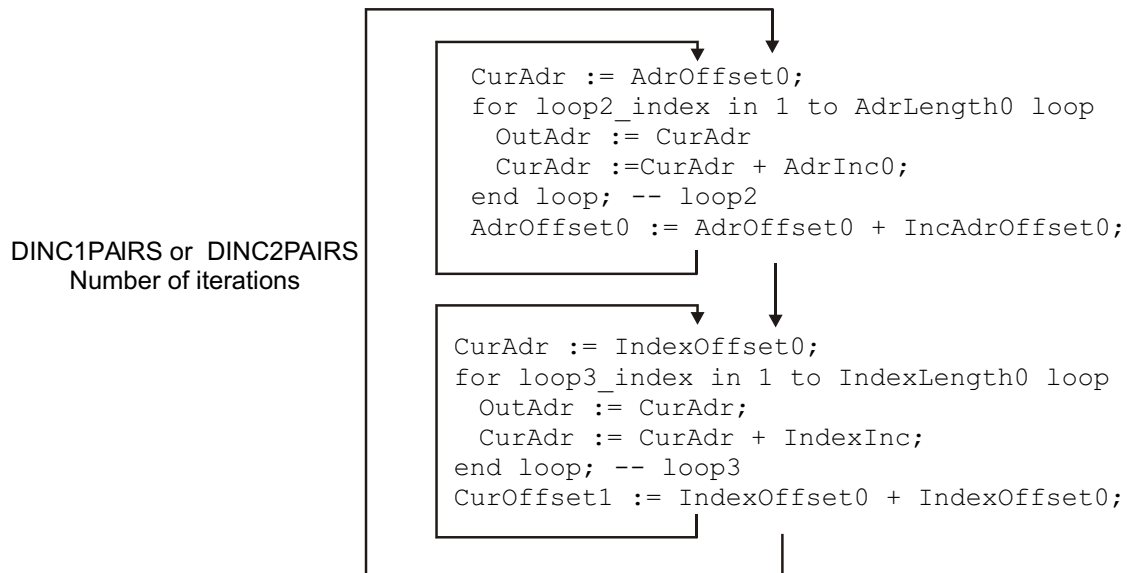 CurAdr := AdrOffset0;
for loop2_index in 1 to AdrLength0 loop
OutAdr := CurAdr
CurAdr :=CurAdr + AdrInc0;
end loop; -- loop2
AdrOffset0 := AdrOffset0 + IncAdrOffset0;
DINC1PAIRS or DINC2PAIRS
Number of iterations
CurAdr := IndexOffset0;
for loop3_index in 1 to IndexLength0 loop
OutAdr := CurAdr;
CurAdr := CurAdr + IndexInc;
end loop; -- loop3
CurOffset1 := IndexOffset0 + IndexOffset0;